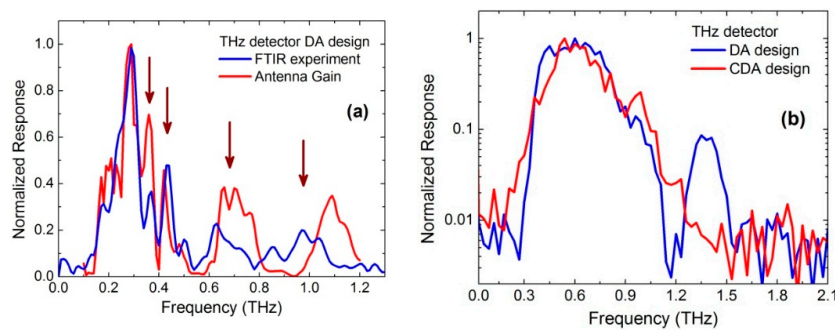 THz detector DA design
FTIR experiment
Antenna Gain
(a)
Normalized Response
1.0
0.8
0.6
0.4
0.2
0.0
0.0 0.2 0.4 0.6 0.8 1.0 1.2
Frequency (THz)
THz detector
DA design
CDA design
(b)
Normalized Response
1
0.1
0.01
0.0 0.3 0.6 0.9 1.2 1.5 1.8 2.1
Frequency (THz)